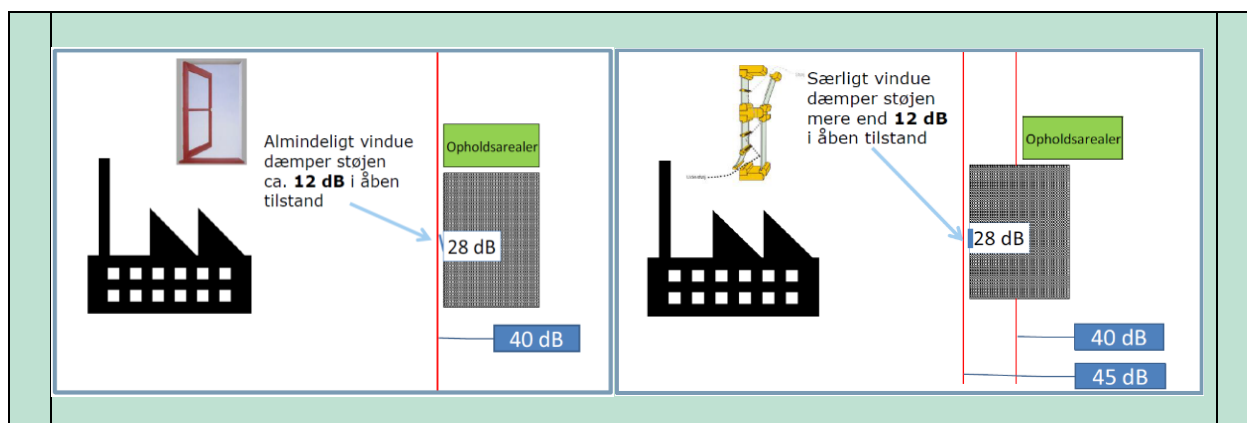 Almindeligt vindue
dæmper støjen
ca. 12 dB i åben
tilstand
Opholdsarealer
28 dB
40 dB
Særligt vindue
dæmper støjen
mere end 12 dB
i åben tilstand
Opholdsarealer
28 dB
40 dB
45 dB